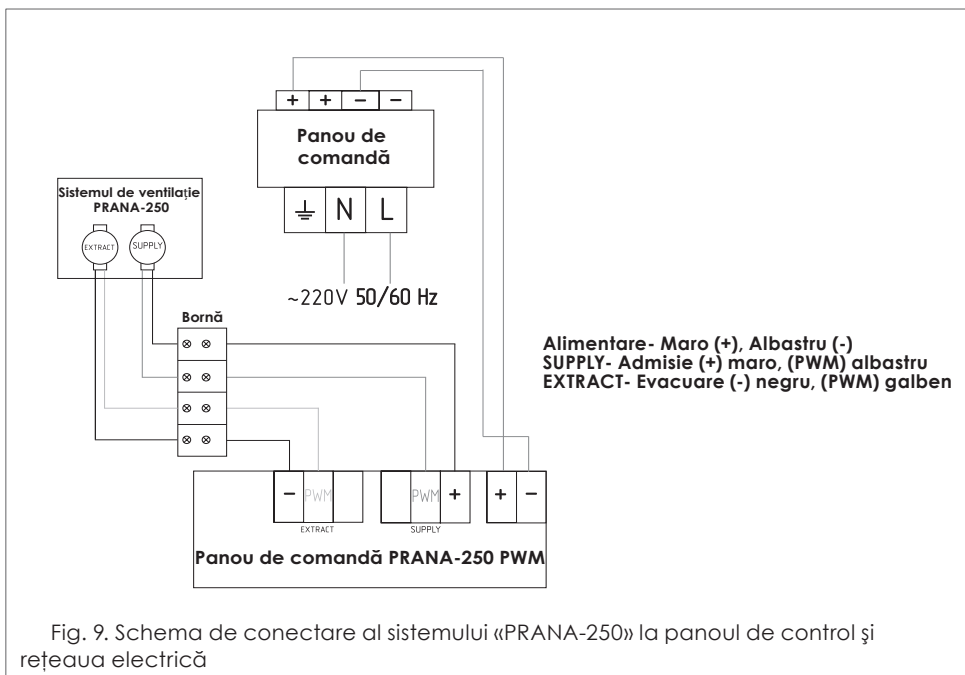 + + – –
Panou de
comandă
N L
~220V 50/60 Hz
Sistemul de ventilație
PRANA-250
EXTRACT SUPPLY
Bornă
Alimentare- Maro (+), Albastru (-)
SUPPLY- Admisie (+) maro, (PWM) albastru
EXTRACT- Evacuare (-) negru, (PWM) galben
– PWM PWM + + –
EXTRACT SUPPLY
Panou de comandă PRANA-250 PWM
Fig. 9. Schema de conectare al sistemului «PRANA-250» la panoul de control şi
rețeaua electrică